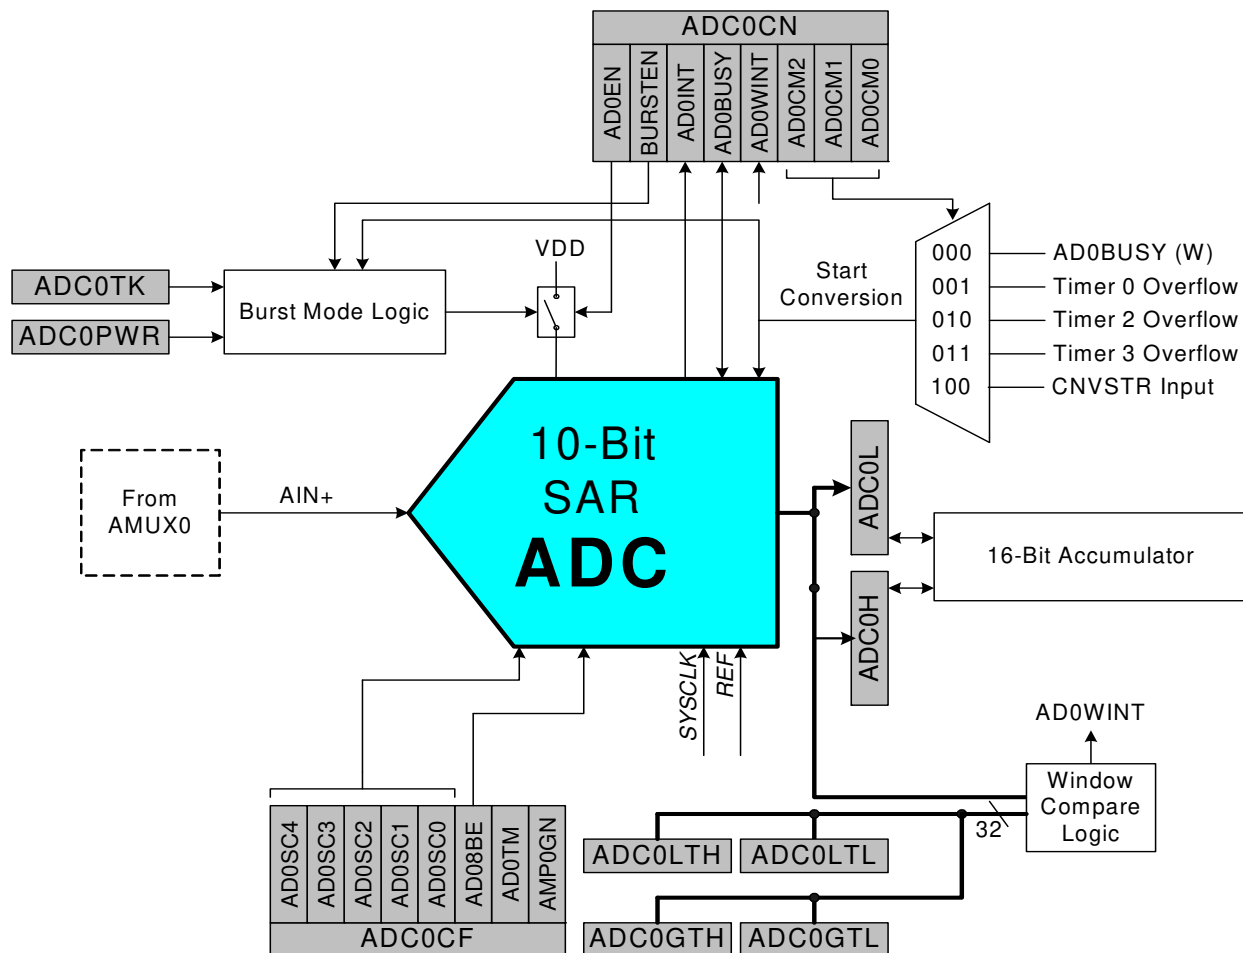 ADC0CN
AD0EN
BURSTEN
AD0INT
AD0BUSY
AD0WINT
AD0CM2
AD0CM1
AD0CM0
VDD
Start
Conversion
000
AD0BUSY (W)
001
Timer 0 Overflow
010
Timer 2 Overflow
011
Timer 3 Overflow
100
CNVSTR Input
ADC0TK
ADC0PWR
Burst Mode Logic
From
AMUX0
AIN+
10-Bit
SAR
ADC
ADC0L
ADC0H
16-Bit Accumulator
SYSCLK
REF
AD0WINT
Window
Compare
Logic
32
AD0SC4
AD0SC3
AD0SC2
AD0SC1
AD0SC0
AD08BE
AD0TM
AMP0GN
ADC0CF
ADC0LTH
ADC0LTL
ADC0GTH
ADC0GTL